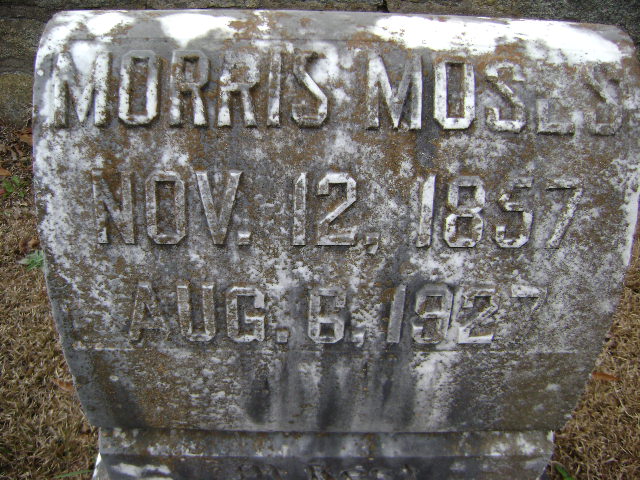 MORRIS MOSES
NOV. 12, 1857
AUG. 6, 1927